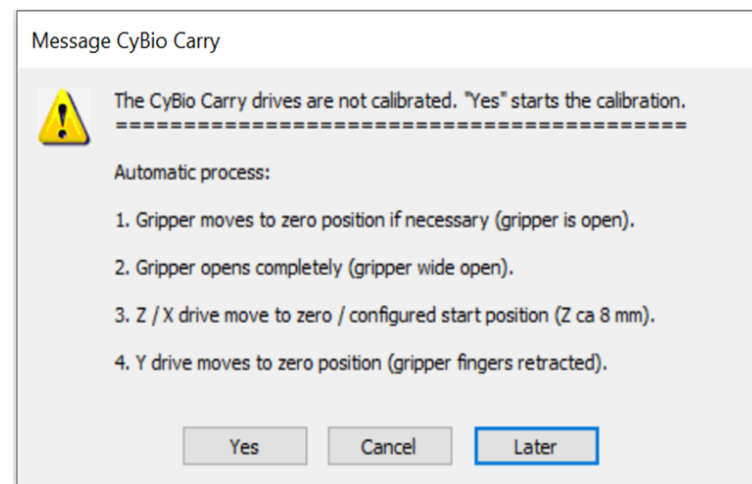 Message CyBio Carry
The CyBio Carry drives are not calibrated. "Yes" starts the calibration.
==========================================
Automatic process:
1. Gripper moves to zero position if necessary (gripper is open).
2. Gripper opens completely (gripper wide open).
3. Z / X drive move to zero / configured start position (Z ca 8 mm).
4. Y drive moves to zero position (gripper fingers retracted).
Yes Cancel Later